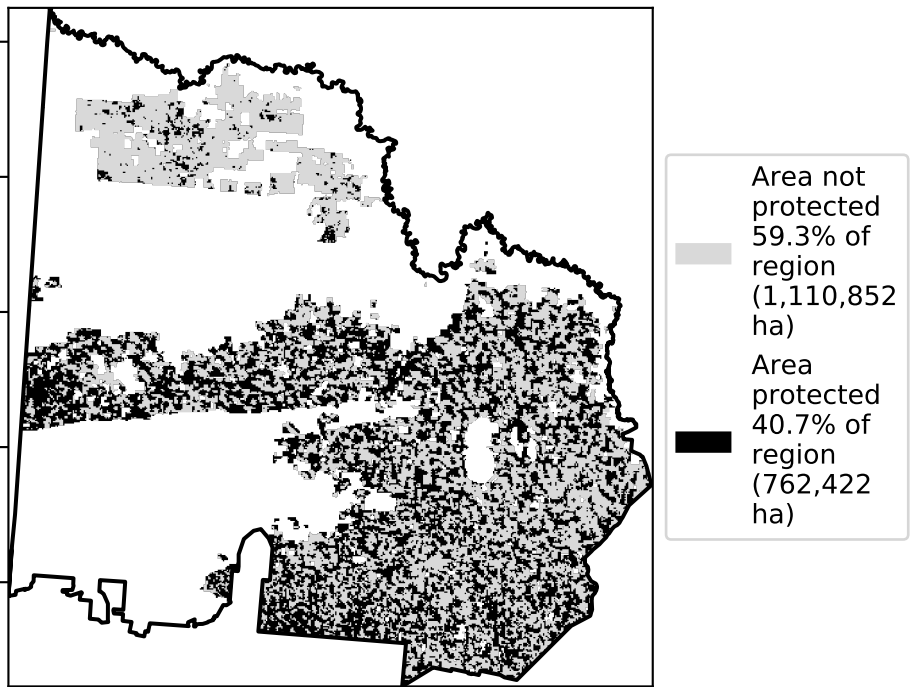 Area not
protected
59.3% of
region
(1,110,852
ha)
Area
protected
40.7% of
region
(762,422
ha)